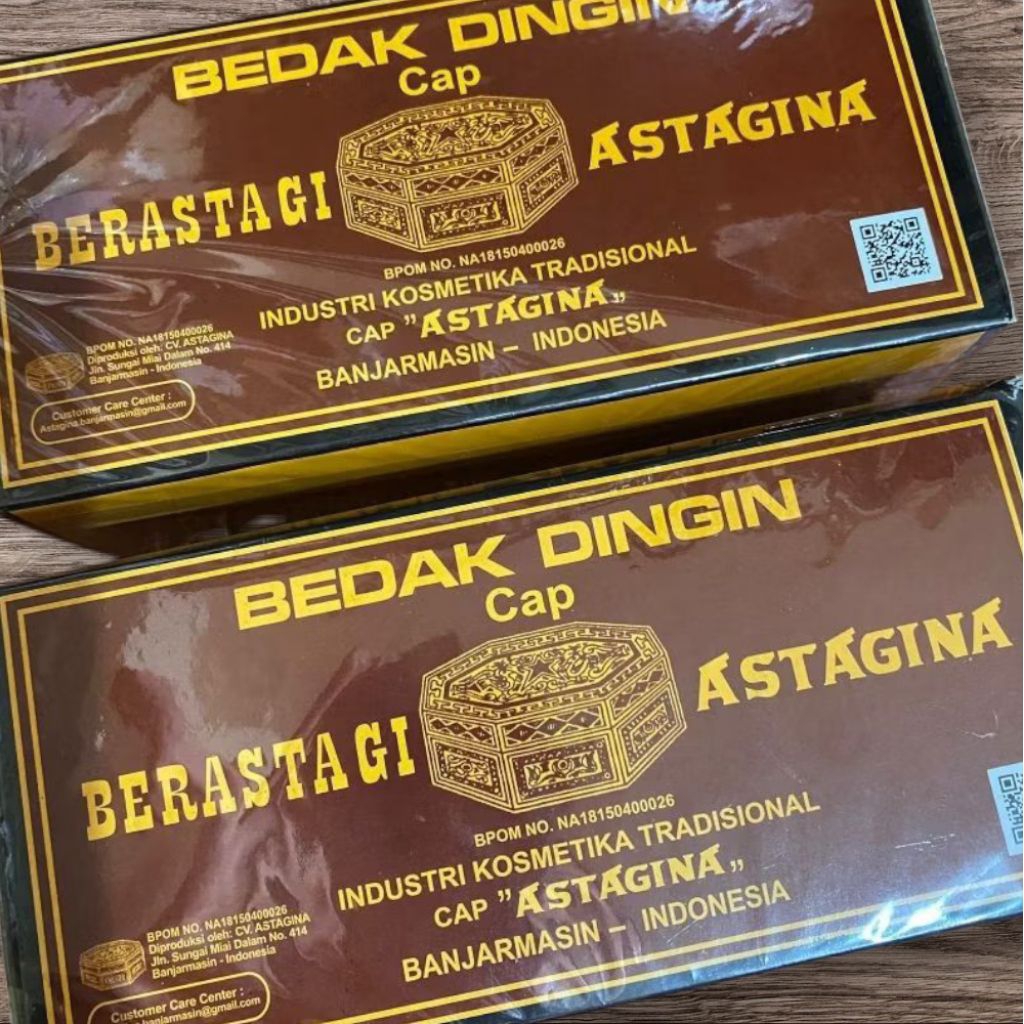 BEDAK DINGIN
Cap
BERASTAGI ASTAGINA
BPOM NO. NA18150400026
INDUSTRI KOSMETIKA TRADISIONAL
CAP "ASTAGINA"
BANJARMASIN – INDONESIA
BPOM NO. NA18150400026
Diproduksi oleh: CV. ASTAGINA
Jln. Sungai Miai Dalam No. 414
Banjarmasin - Indonesia
Customer Care Center :
Astagina.banjarmasin@gmail.com
BEDAK DINGIN
Cap
BERASTAGI ASTAGINA
BPOM NO. NA18150400026
INDUSTRI KOSMETIKA TRADISIONAL
CAP "ASTAGINA"
BANJARMASIN – INDONESIA
BPOM NO. NA18150400026
Diproduksi oleh: CV. ASTAGINA
Jln. Sungai Miai Dalam No. 414
Banjarmasin - Indonesia
Customer Care Center :
banjarmasin@gmail.com